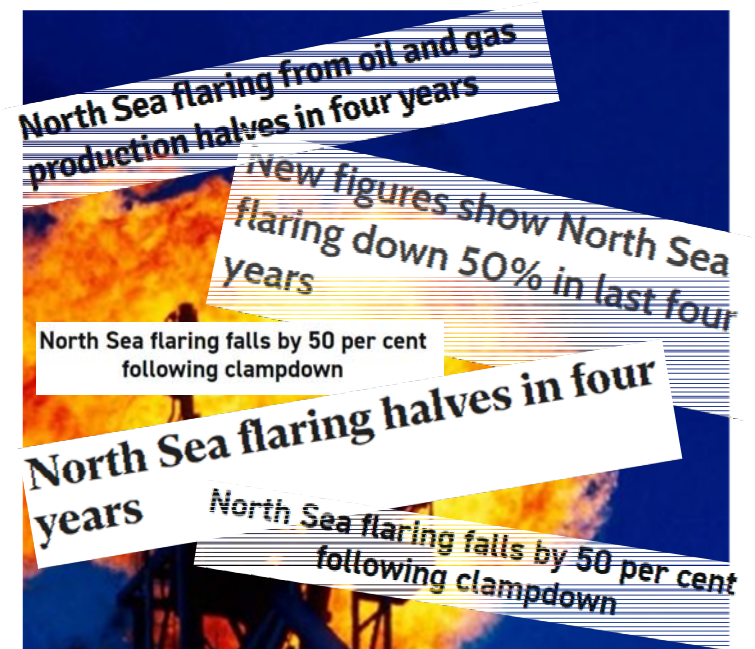 North Sea flaring from oil and gas
production halves in four years
New figures show North Sea
flaring down 50% in last four
years
North Sea flaring falls by 50 per cent
following clampdown
North Sea flaring halves in four
years
North Sea flaring falls by 50 per cent
following clampdown